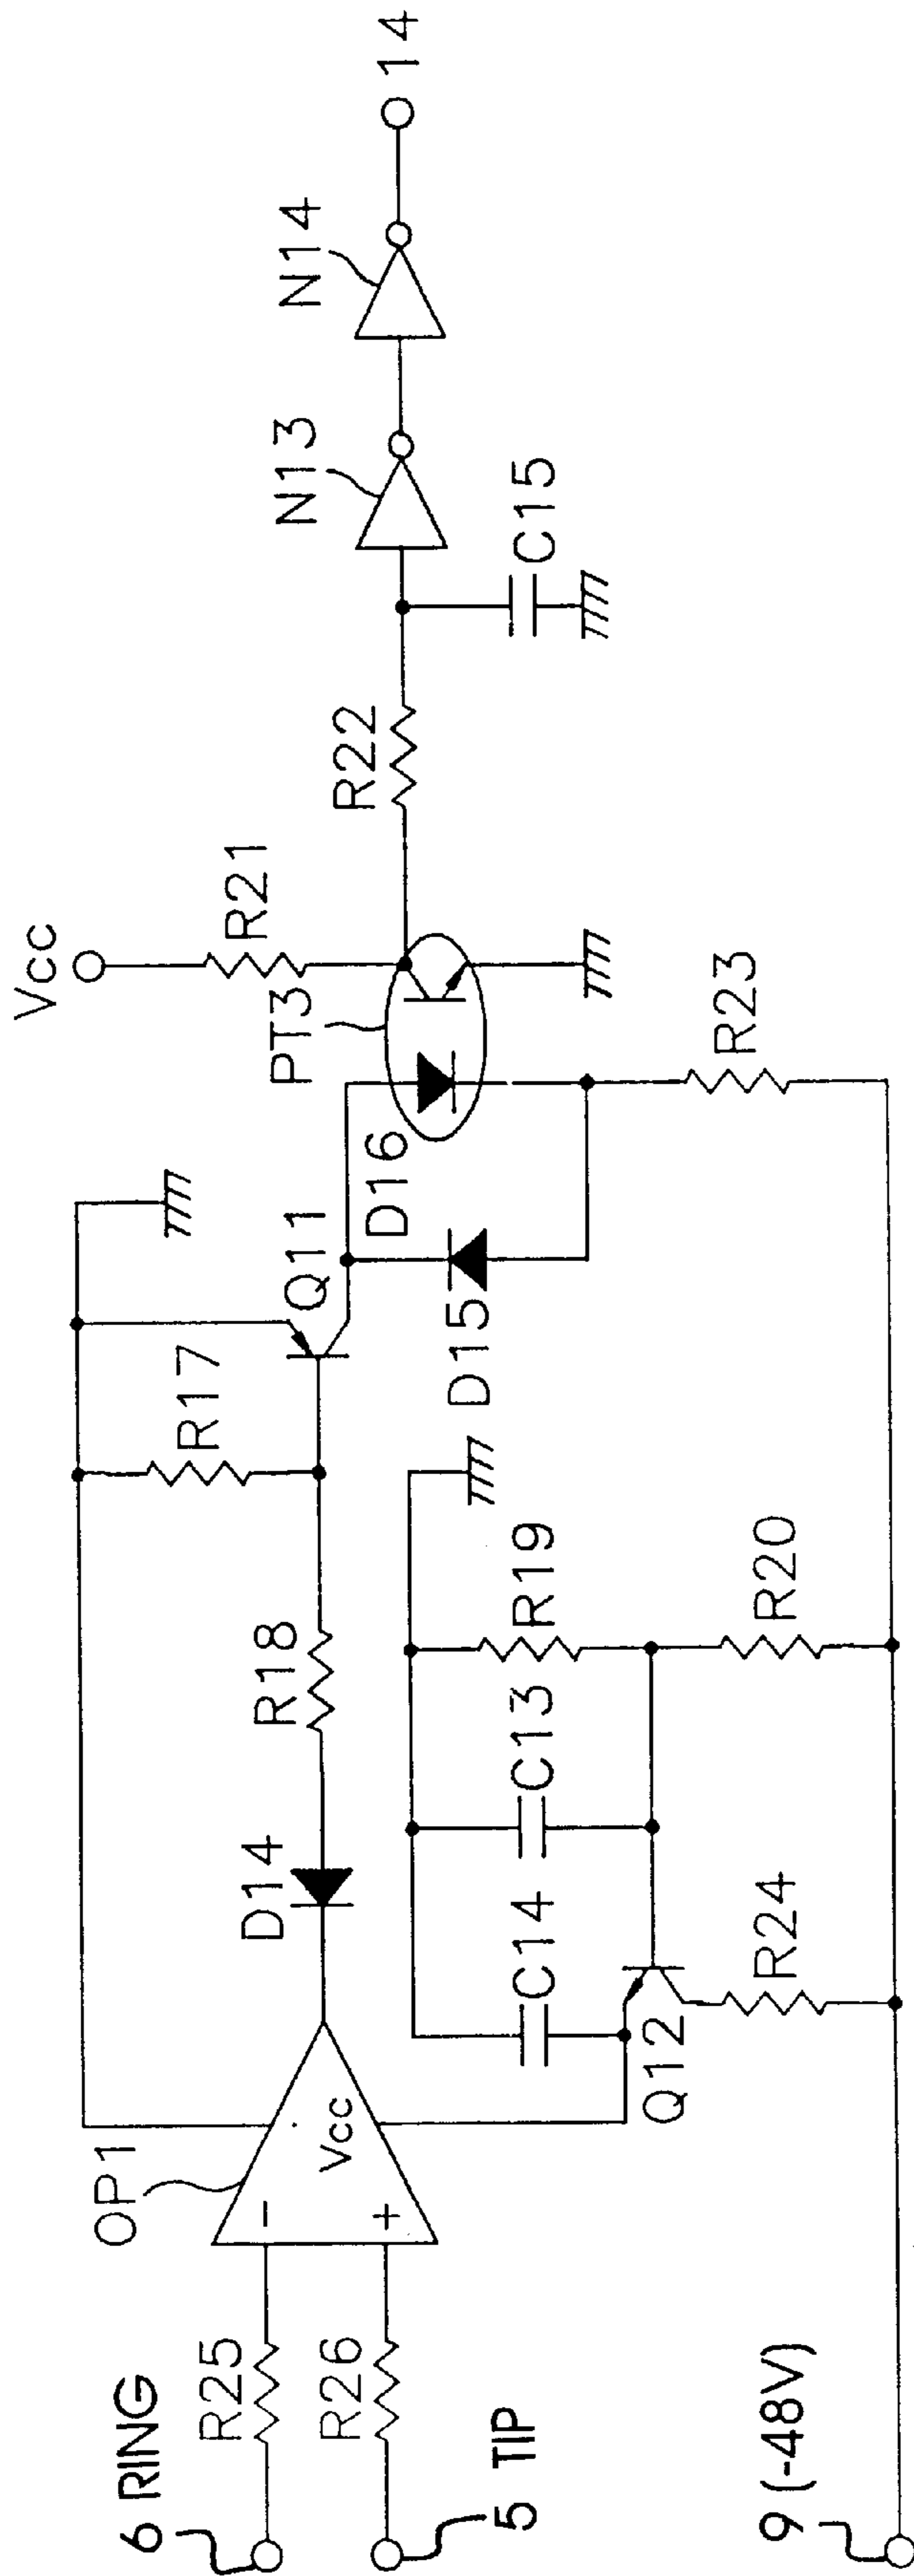 6 RING
R25
R26
5 TIP
9 (-48V)
OP1
−
+
Vcc
D14
R18
R17
Q11
C14
C13
R19
Q12
R24
R20
D15
D16
PT3
Vcc
R21
R23
R22
C15
N13
N14
14